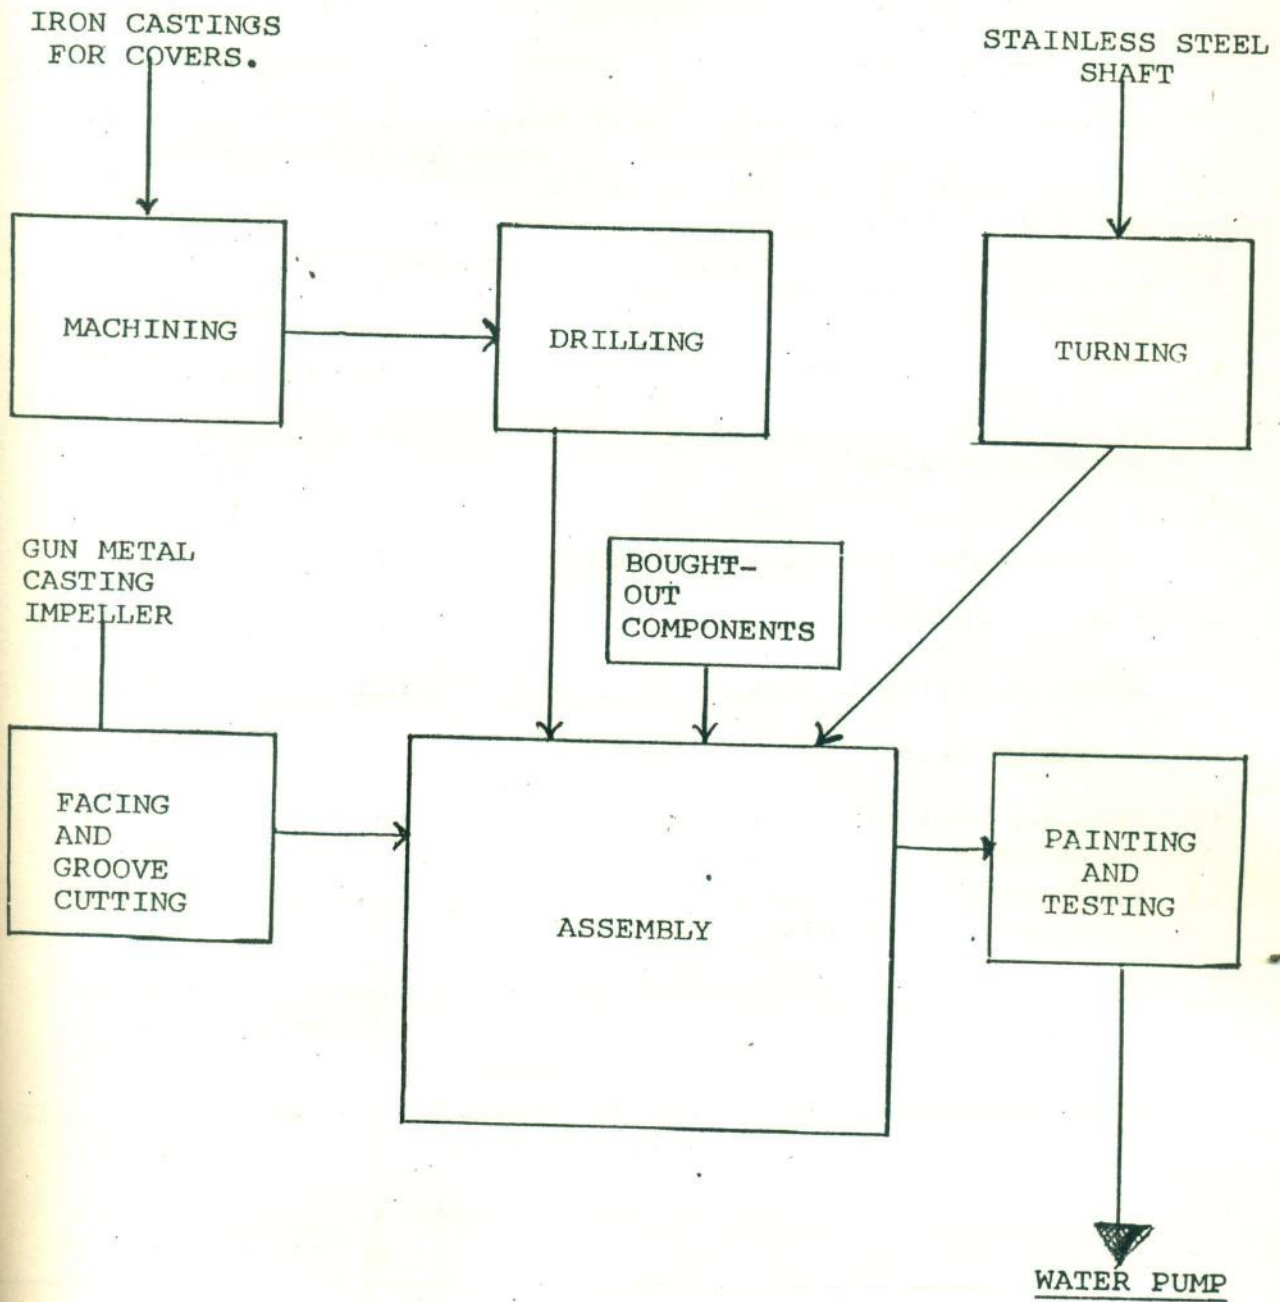 IRON CASTINGS
FOR COVERS.
STAINLESS STEEL
SHAFT
MACHINING
DRILLING
TURNING
GUN METAL
CASTING
IMPELLER
BOUGHT-
OUT
COMPONENTS
FACING
AND
GROOVE
CUTTING
ASSEMBLY
PAINTING
AND
TESTING
WATER PUMP